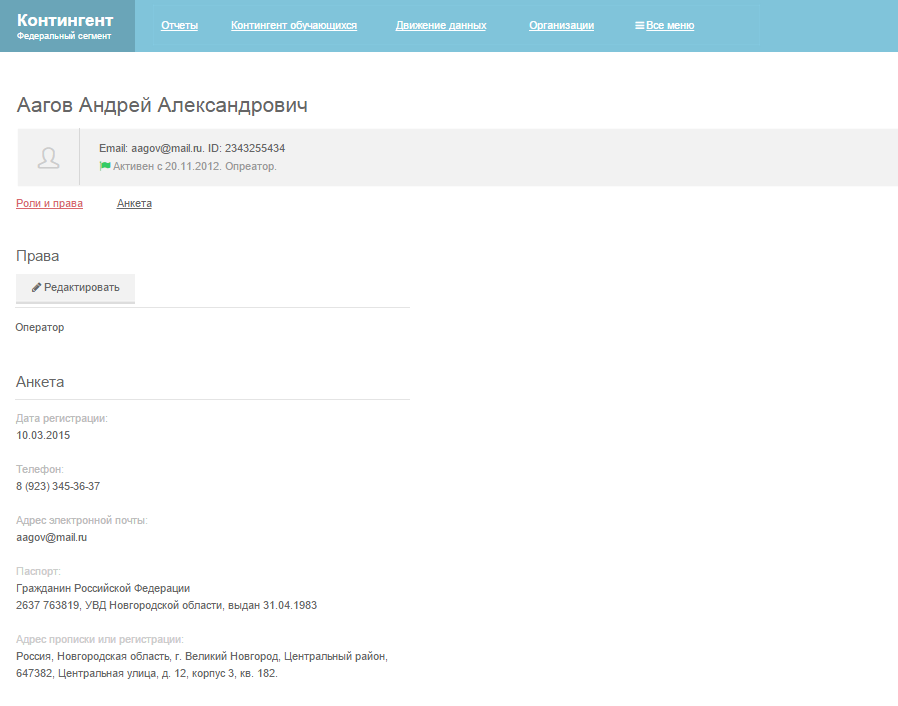 Контингент
Федеральный сегмент
Отчеты Контингент обучающихся Движение данных Организации Все меню
Аагов Андрей Александрович
Email: aagov@mail.ru. ID: 2343255434
Активен с 20.11.2012. Опреатор.
Роли и права Анкета
Права
Редактировать
Оператор
Анкета
Дата регистрации:
10.03.2015
Телефон:
8 (923) 345-36-37
Адрес электронной почты:
aagov@mail.ru
Паспорт:
Гражданин Российской Федерации
2637 763819, УВД Новгородской области, выдан 31.04.1983
Адрес прописки или регистрации:
Россия, Новгородская область, г. Великий Новгород, Центральный район,
647382, Центральная улица, д. 12, корпус 3, кв. 182.